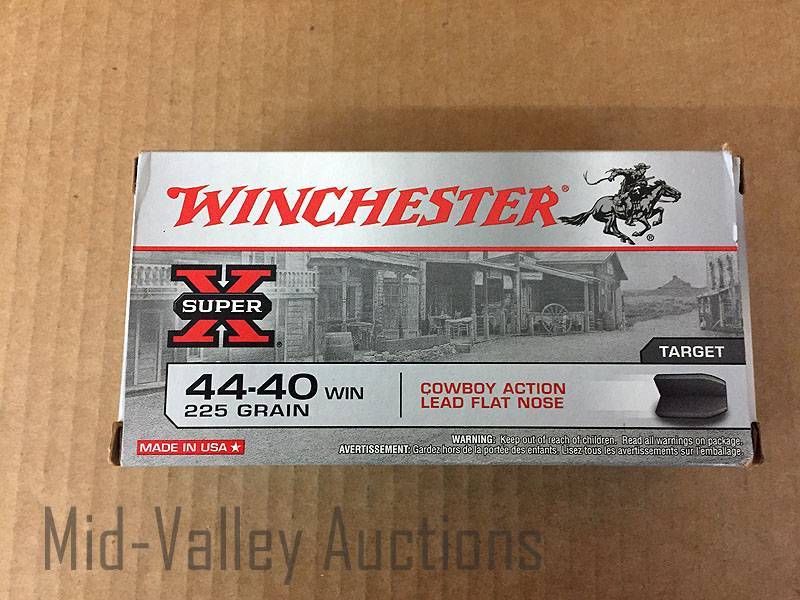 WINCHESTER®
®
SUPER X
TARGET
44-40 WIN
225 GRAIN
COWBOY ACTION
LEAD FLAT NOSE
MADE IN USA ★
WARNING: Keep out of reach of children. Read all warnings on package.
AVERTISSEMENT: Gardez hors de la portée des enfants. Lisez tous les avertissements sur l'emballage.
Mid-Valley Auctions